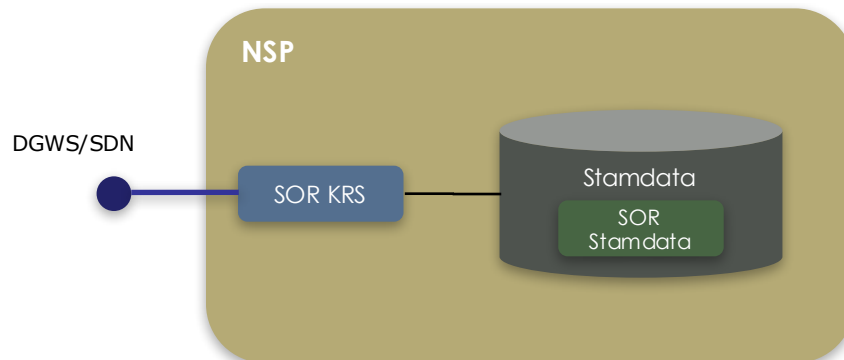 NSP
DGWS/SDN
SOR KRS
Stamdata
SOR
Stamdata